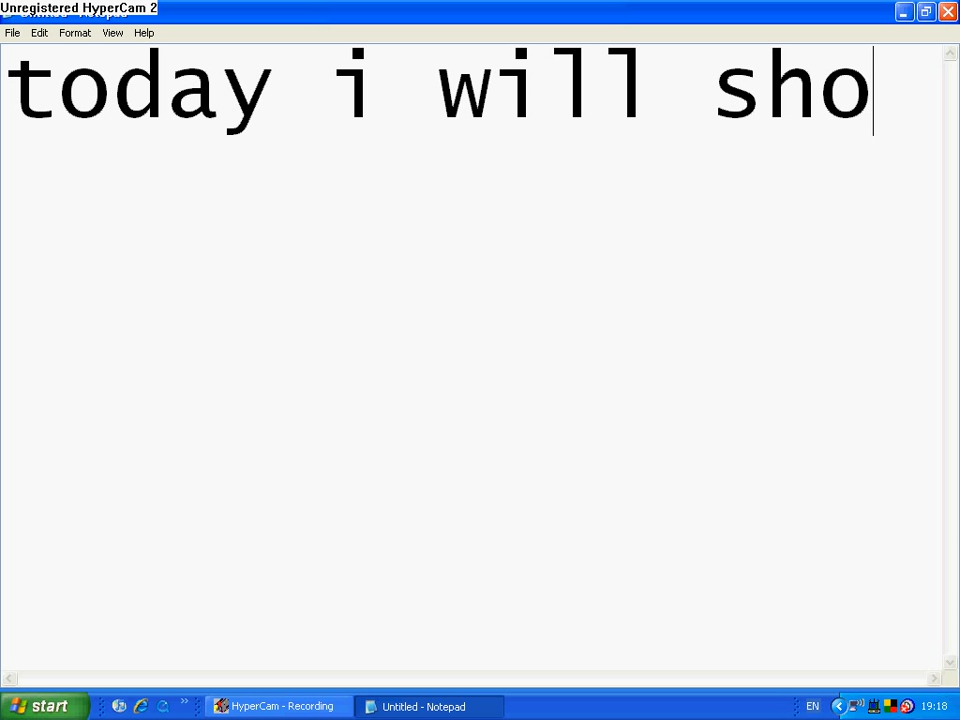 Unregistered HyperCam 2
File Edit Format View Help
today i will sho
start
HyperCam - Recording
Untitled - Notepad
EN
19:18